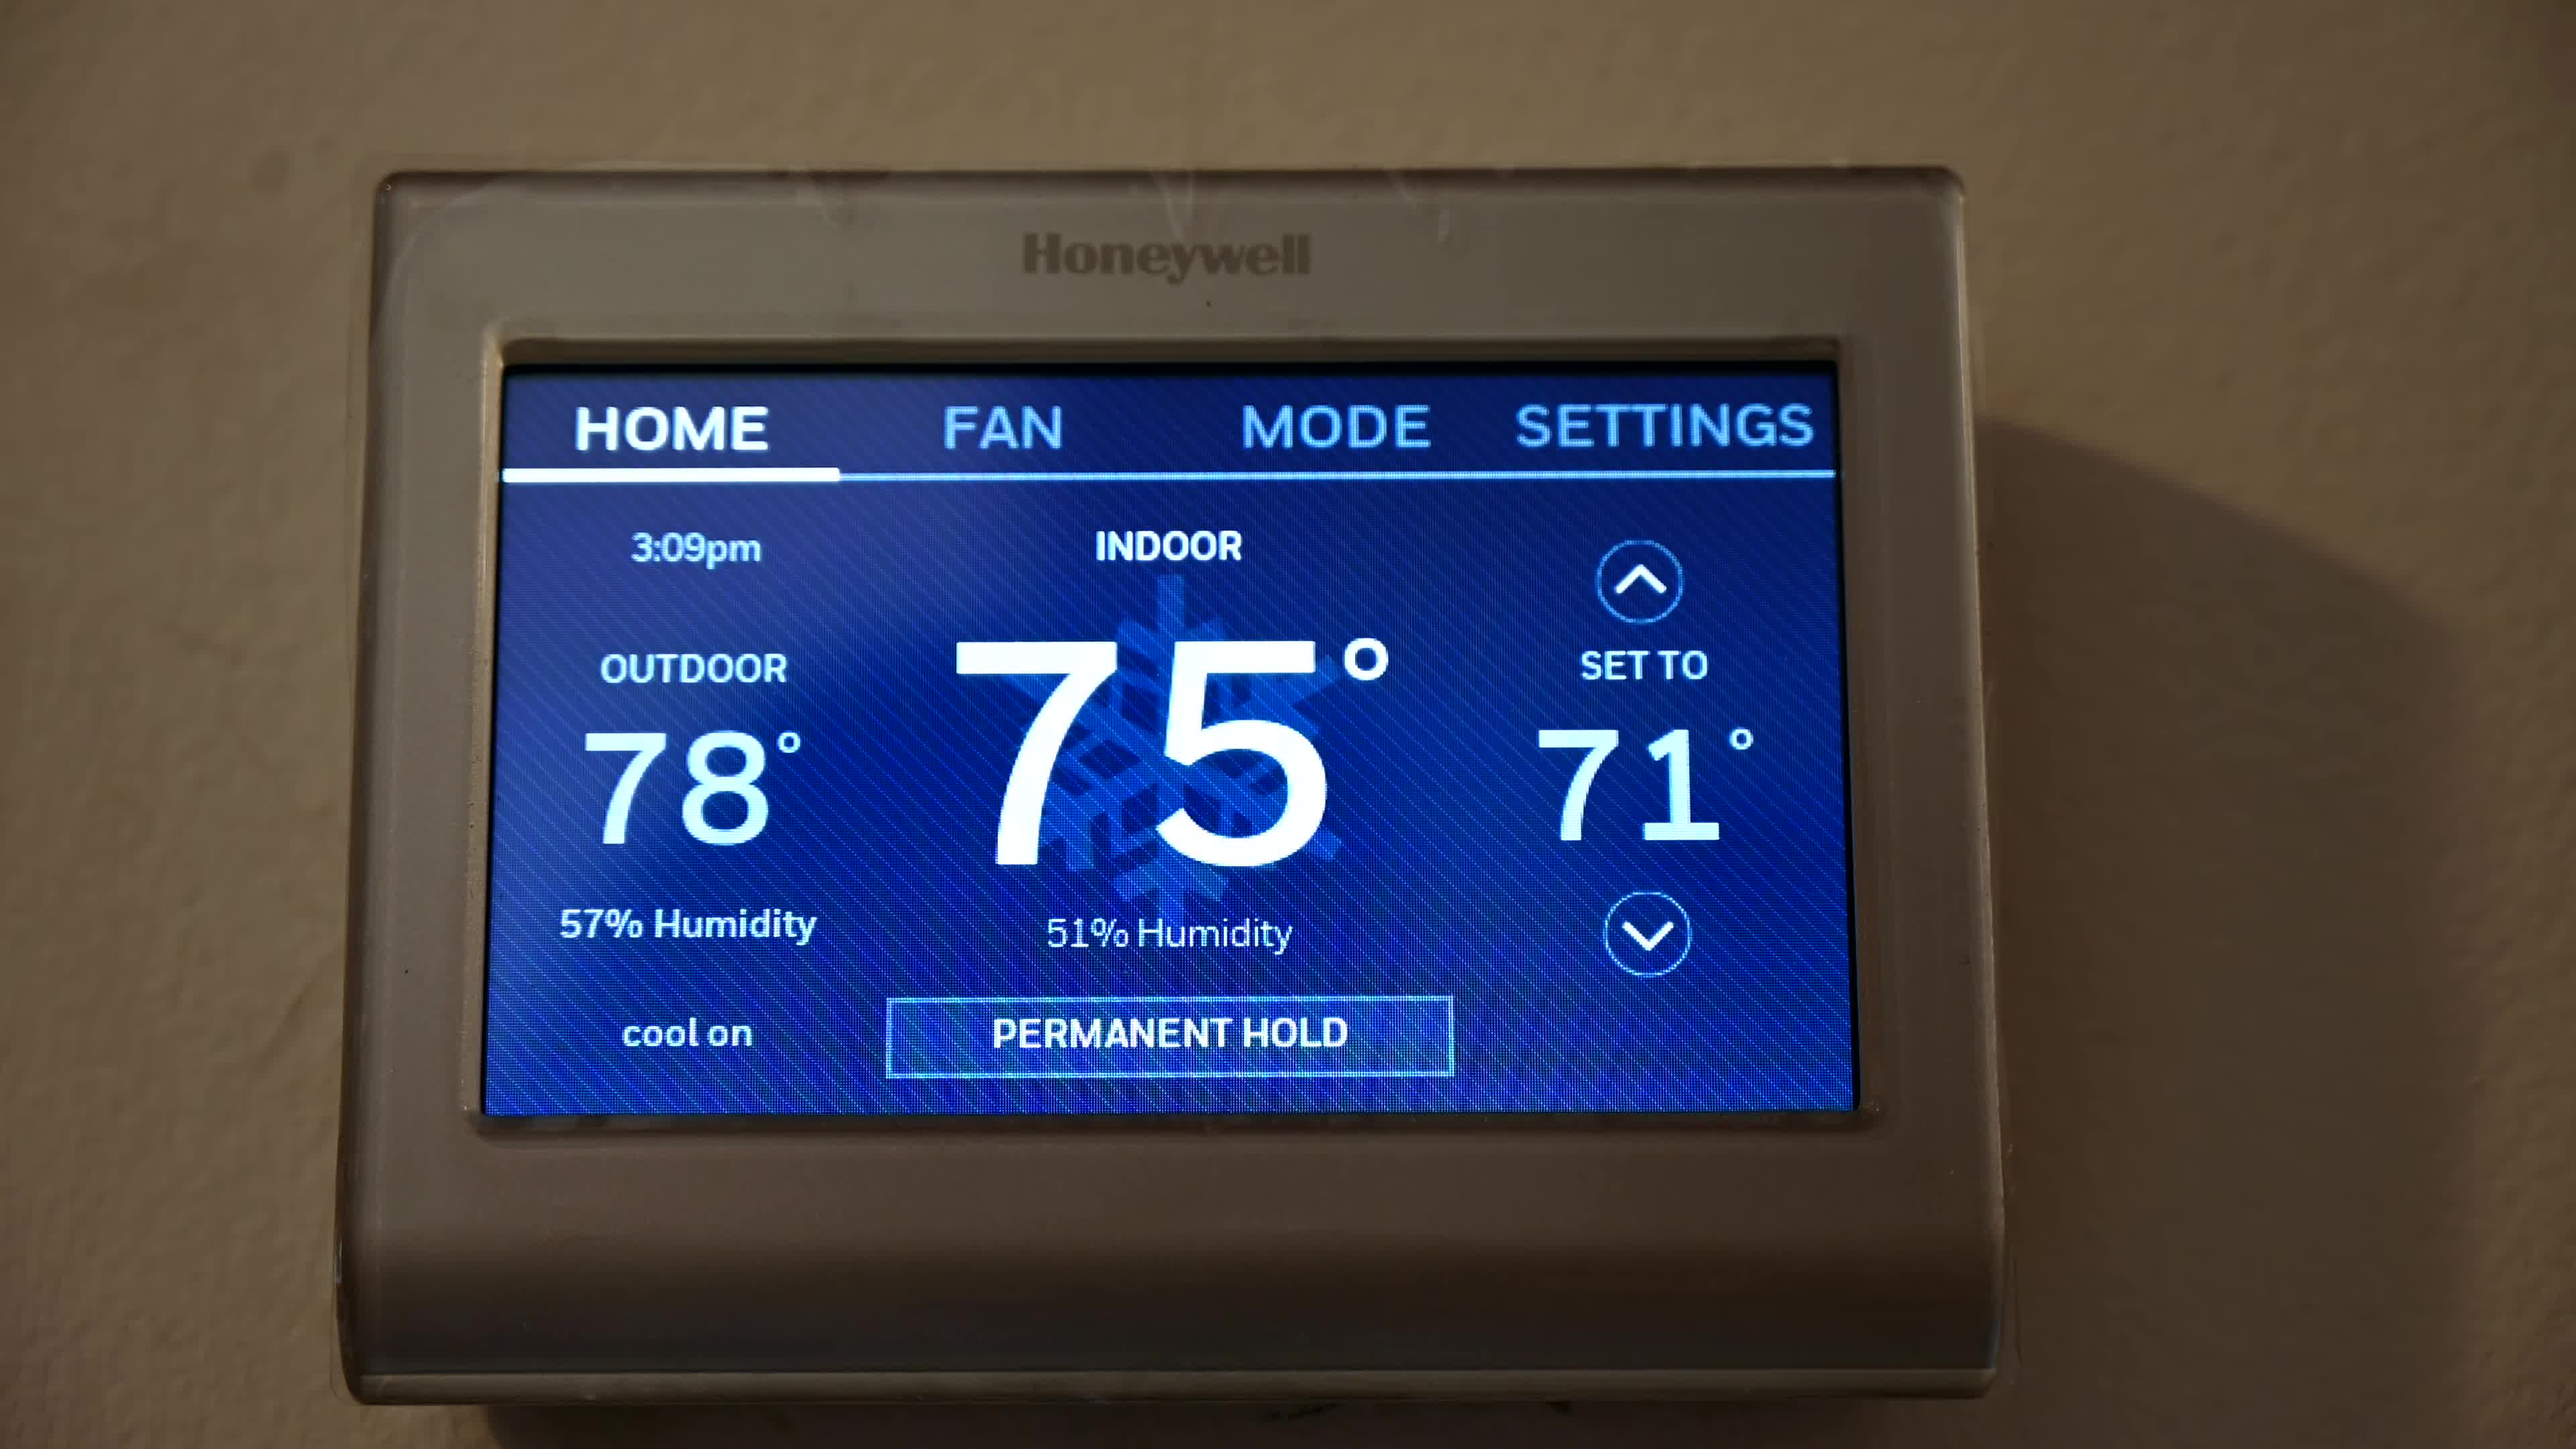 Honeywell
HOME FAN MODE SETTINGS
3:09pm
INDOOR
OUTDOOR
SET TO
78°
75°
71°
57% Humidity
51% Humidity
cool on
PERMANENT HOLD